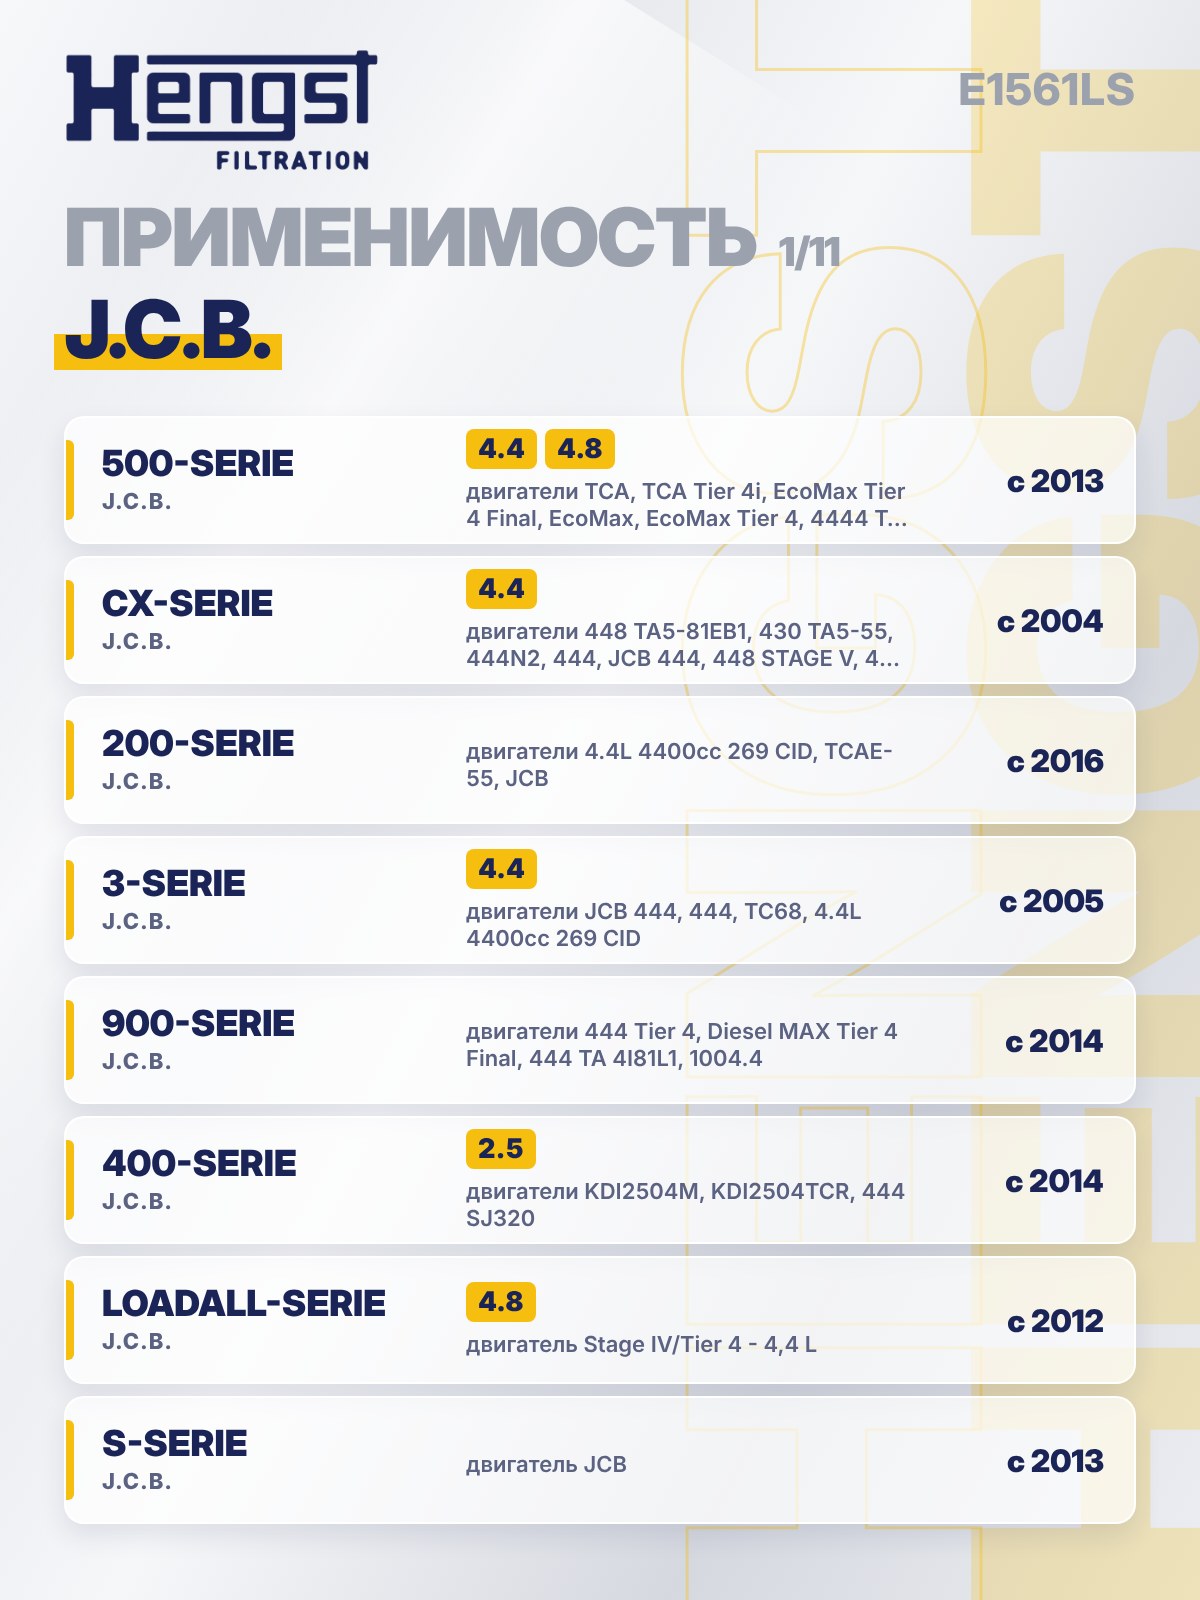 Hengst
FILTRATION
E1561LS
ПРИМЕНИМОСТЬ 1/11
J.C.B.
500-SERIE
J.C.B.
4.4 4.8
двигатели TCA, TCA Tier 4i, EcoMax Tier
4 Final, EcoMax, EcoMax Tier 4, 4444 T...
с 2013
CX-SERIE
J.C.B.
4.4
двигатели 448 TA5-81EB1, 430 TA5-55,
444N2, 444, JCB 444, 448 STAGE V, 4...
с 2004
200-SERIE
J.C.B.
двигатели 4.4L 4400cc 269 CID, TCAE-
55, JCB
с 2016
3-SERIE
J.C.B.
4.4
двигатели JCB 444, 444, TC68, 4.4L
4400cc 269 CID
с 2005
900-SERIE
J.C.B.
двигатели 444 Tier 4, Diesel MAX Tier 4
Final, 444 TA 4I81L1, 1004.4
с 2014
400-SERIE
J.C.B.
2.5
двигатели KDI2504M, KDI2504TCR, 444
SJ320
с 2014
LOADALL-SERIE
J.C.B.
4.8
двигатель Stage IV/Tier 4 - 4,4 L
с 2012
S-SERIE
J.C.B.
двигатель JCB
с 2013
HENGST
HENGST